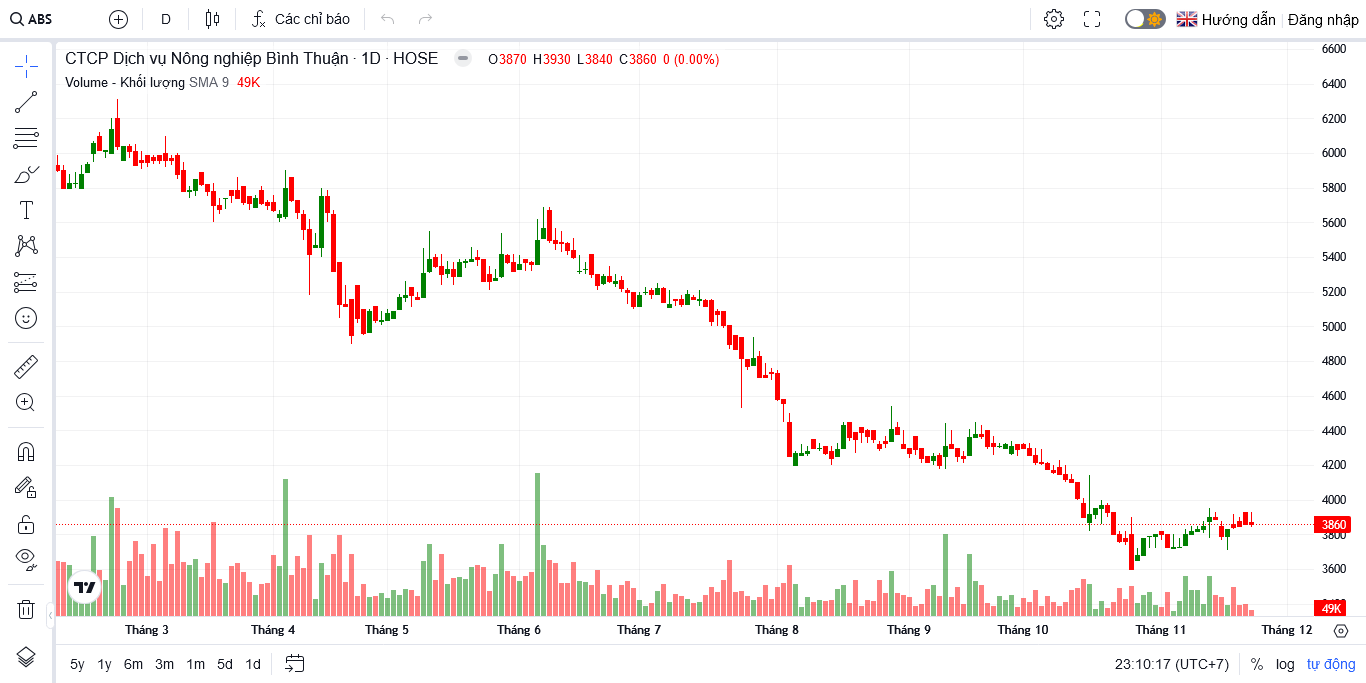 ABS D Các chỉ báo Hướng dẫn Đăng nhập
CTCP Dịch vụ Nông nghiệp Bình Thuận · 1D · HOSE O3870 H3930 L3840 C3860 0 (0.00%)
Volume - Khối lượng SMA 9 49K
6600
6400
6200
6000
5800
5600
5400
5200
5000
4800
4600
4400
4200
4000
3860
3800
3600
49K
Tháng 3 Tháng 4 Tháng 5 Tháng 6 Tháng 7 Tháng 8 Tháng 9 Tháng 10 Tháng 11 Tháng 12
5y 1y 6m 3m 1m 5d 1d 23:10:17 (UTC+7) % log tự động